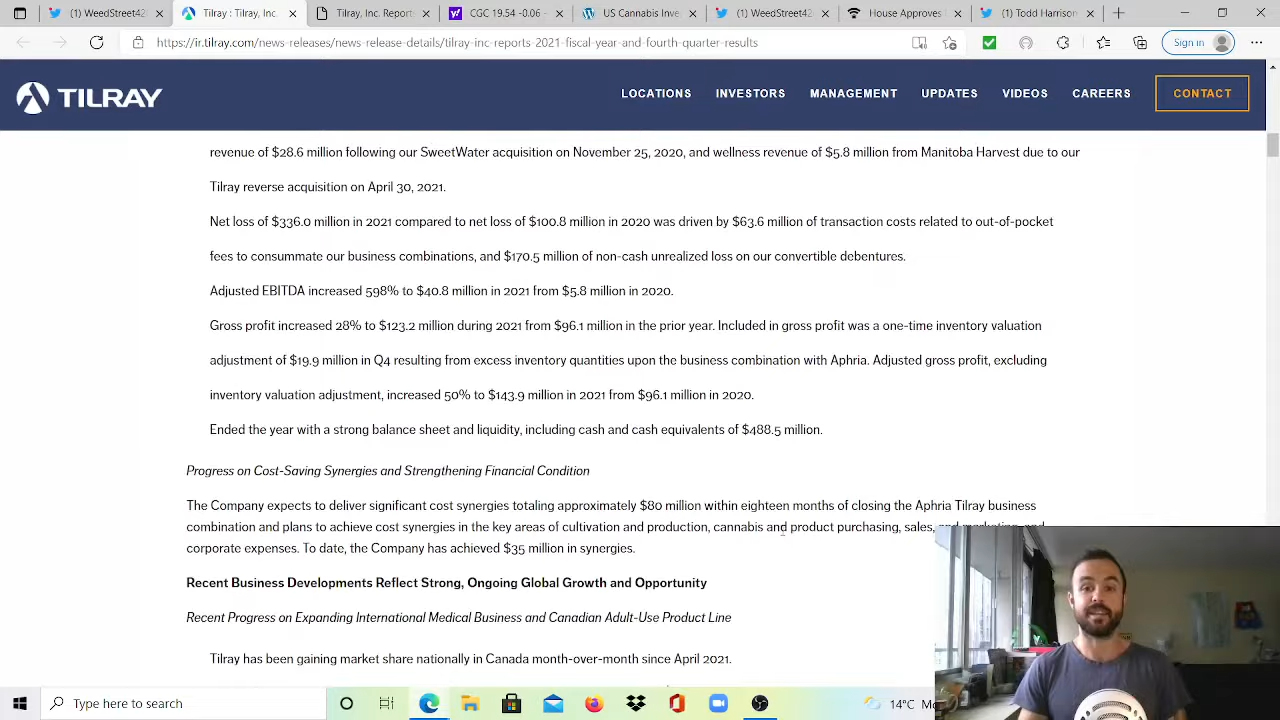 (1) WeedStreet42
Tilray : Tilray, Inc.
Tilray, Inc. Report
CGC 19.54 -0.06
US Cannabis Inve
(1) WeedStreet42
House Approves
(1) Todd Harrison
https://ir.tilray.com/news-releases/news-release-details/tilray-inc-reports-2021-fiscal-year-and-fourth-quarter-results
Sign in
TILRAY
LOCATIONS INVESTORS MANAGEMENT UPDATES VIDEOS CAREERS CONTACT
revenue of $28.6 million following our SweetWater acquisition on November 25, 2020, and wellness revenue of $5.8 million from Manitoba Harvest due to our
Tilray reverse acquisition on April 30, 2021.
Net loss of $336.0 million in 2021 compared to net loss of $100.8 million in 2020 was driven by $63.6 million of transaction costs related to out-of-pocket
fees to consummate our business combinations, and $170.5 million of non-cash unrealized loss on our convertible debentures.
Adjusted EBITDA increased 598% to $40.8 million in 2021 from $5.8 million in 2020.
Gross profit increased 28% to $123.2 million during 2021 from $96.1 million in the prior year. Included in gross profit was a one-time inventory valuation
adjustment of $19.9 million in Q4 resulting from excess inventory quantities upon the business combination with Aphria. Adjusted gross profit, excluding
inventory valuation adjustment, increased 50% to $143.9 million in 2021 from $96.1 million in 2020.
Ended the year with a strong balance sheet and liquidity, including cash and cash equivalents of $488.5 million.
Progress on Cost-Saving Synergies and Strengthening Financial Condition
The Company expects to deliver significant cost synergies totaling approximately $80 million within eighteen months of closing the Aphria Tilray business
combination and plans to achieve cost synergies in the key areas of cultivation and production, cannabis and product purchasing, sales,
corporate expenses. To date, the Company has achieved $35 million in synergies.
Recent Business Developments Reflect Strong, Ongoing Global Growth and Opportunity
Recent Progress on Expanding International Medical Business and Canadian Adult-Use Product Line
Tilray has been gaining market share nationally in Canada month-over-month since April 2021.
Type here to search
14°C